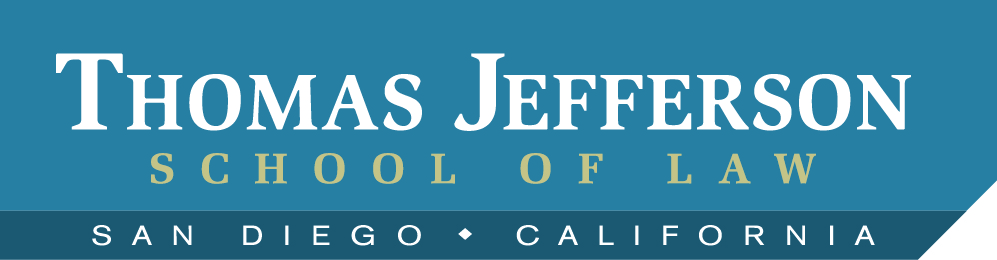 THOMAS JEFFERSON
SCHOOL OF LAW
SAN DIEGO ◆ CALIFORNIA